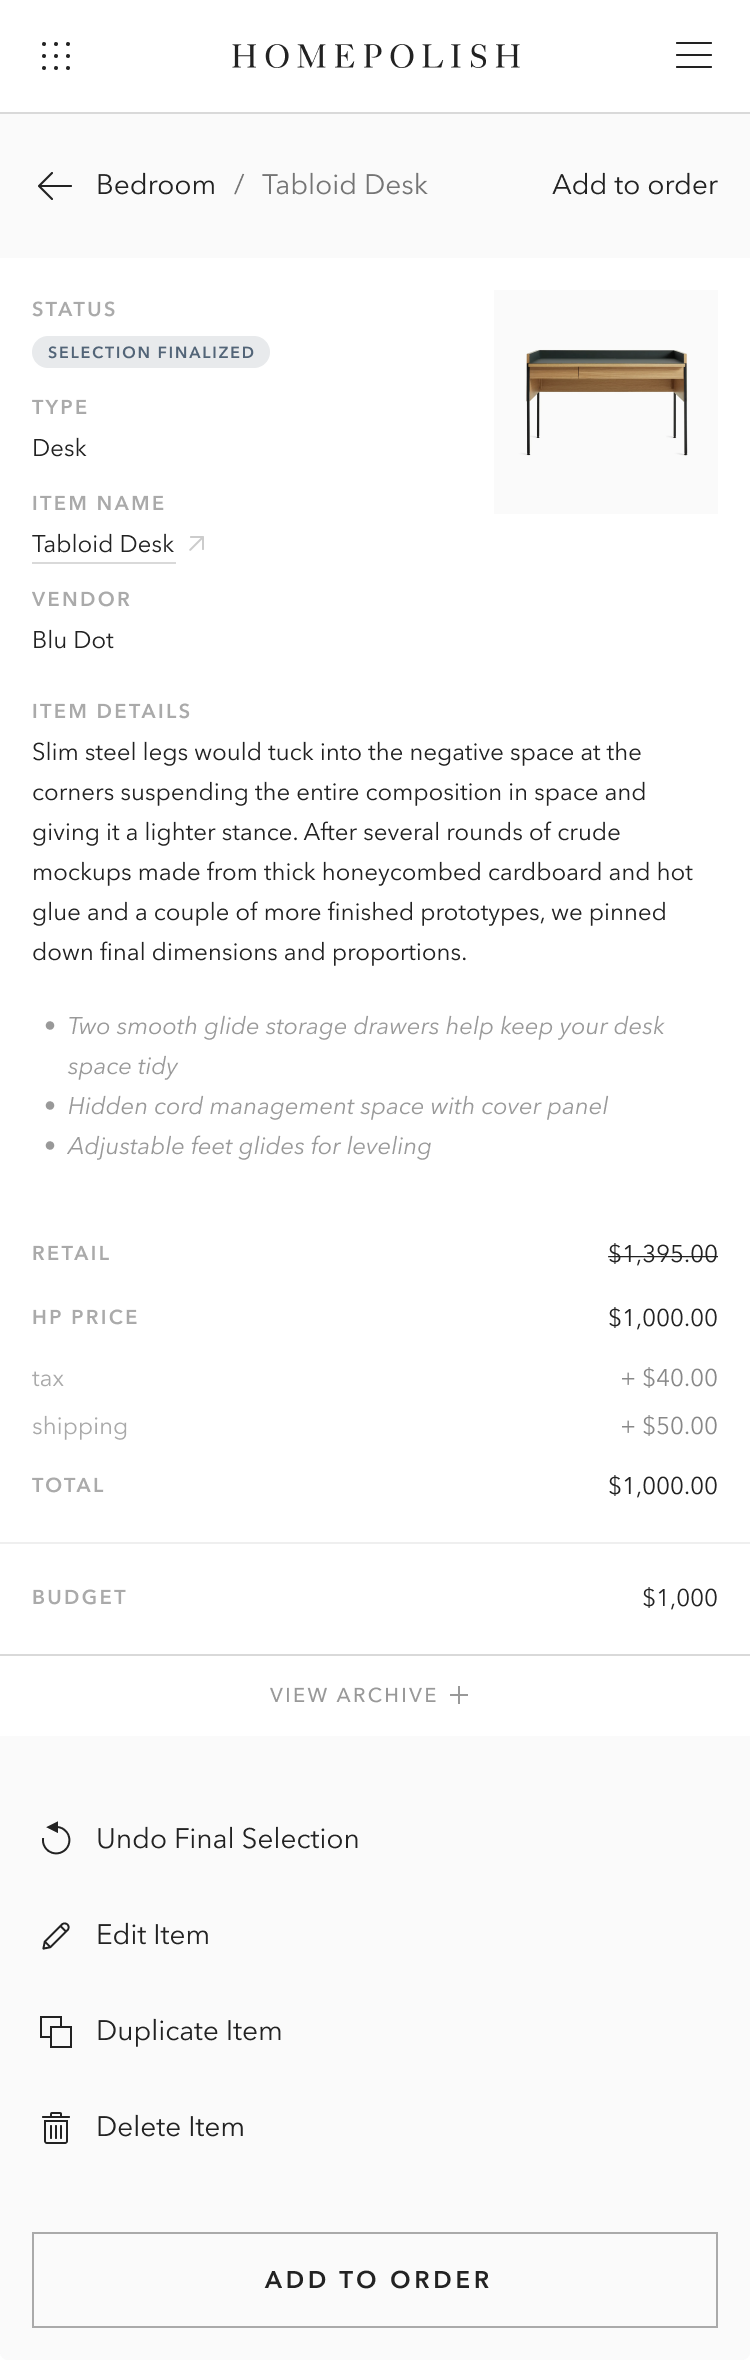 HOMEPOLISH
Bedroom / Tabloid Desk Add to order
STATUS
SELECTION FINALIZED
TYPE
Desk
ITEM NAME
Tabloid Desk
VENDOR
Blu Dot
ITEM DETAILS
Slim steel legs would tuck into the negative space at the
corners suspending the entire composition in space and
giving it a lighter stance. After several rounds of crude
mockups made from thick honeycombed cardboard and hot
glue and a couple of more finished prototypes, we pinned
down final dimensions and proportions.
• Two smooth glide storage drawers help keep your desk
space tidy
• Hidden cord management space with cover panel
• Adjustable feet glides for leveling
RETAIL $1,395.00
HP PRICE $1,000.00
tax + $40.00
shipping + $50.00
TOTAL $1,000.00
BUDGET $1,000
VIEW ARCHIVE +
Undo Final Selection
Edit Item
Duplicate Item
Delete Item
ADD TO ORDER